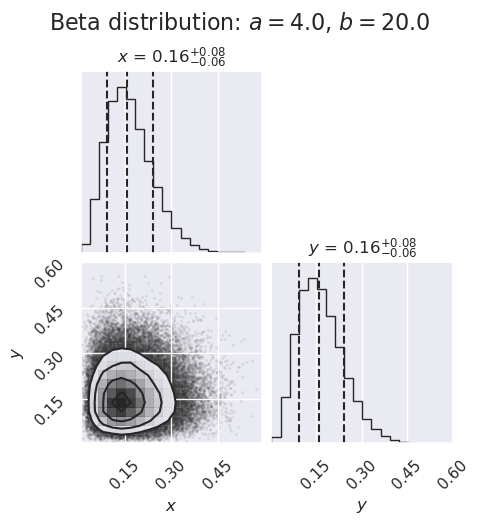 Beta distribution: a = 4.0, b = 20.0
x = 0.16^{+0.08}_{-0.06}
y = 0.16^{+0.08}_{-0.06}
0.60
0.45
0.30
0.15
y
0.15 0.30 0.45
0.15 0.30 0.45 0.60
x
y